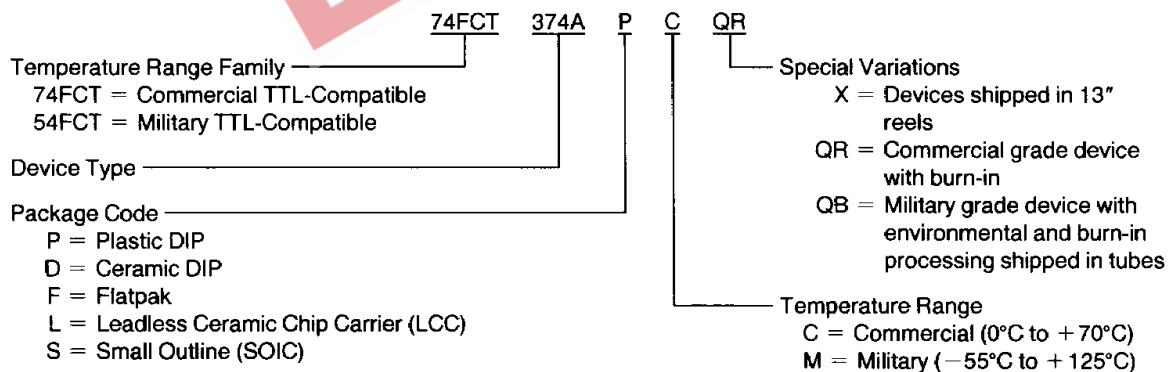 74FCT 374A P C QR
Temperature Range Family
74FCT = Commercial TTL-Compatible
54FCT = Military TTL-Compatible
Device Type
Package Code
P = Plastic DIP
D = Ceramic DIP
F = Flatpak
L = Leadless Ceramic Chip Carrier (LCC)
S = Small Outline (SOIC)
Special Variations
X = Devices shipped in 13″
reels
QR = Commercial grade device
with burn-in
QB = Military grade device with
environmental and burn-in
processing shipped in tubes
Temperature Range
C = Commercial (0°C to +70°C)
M = Military (−55°C to +125°C)